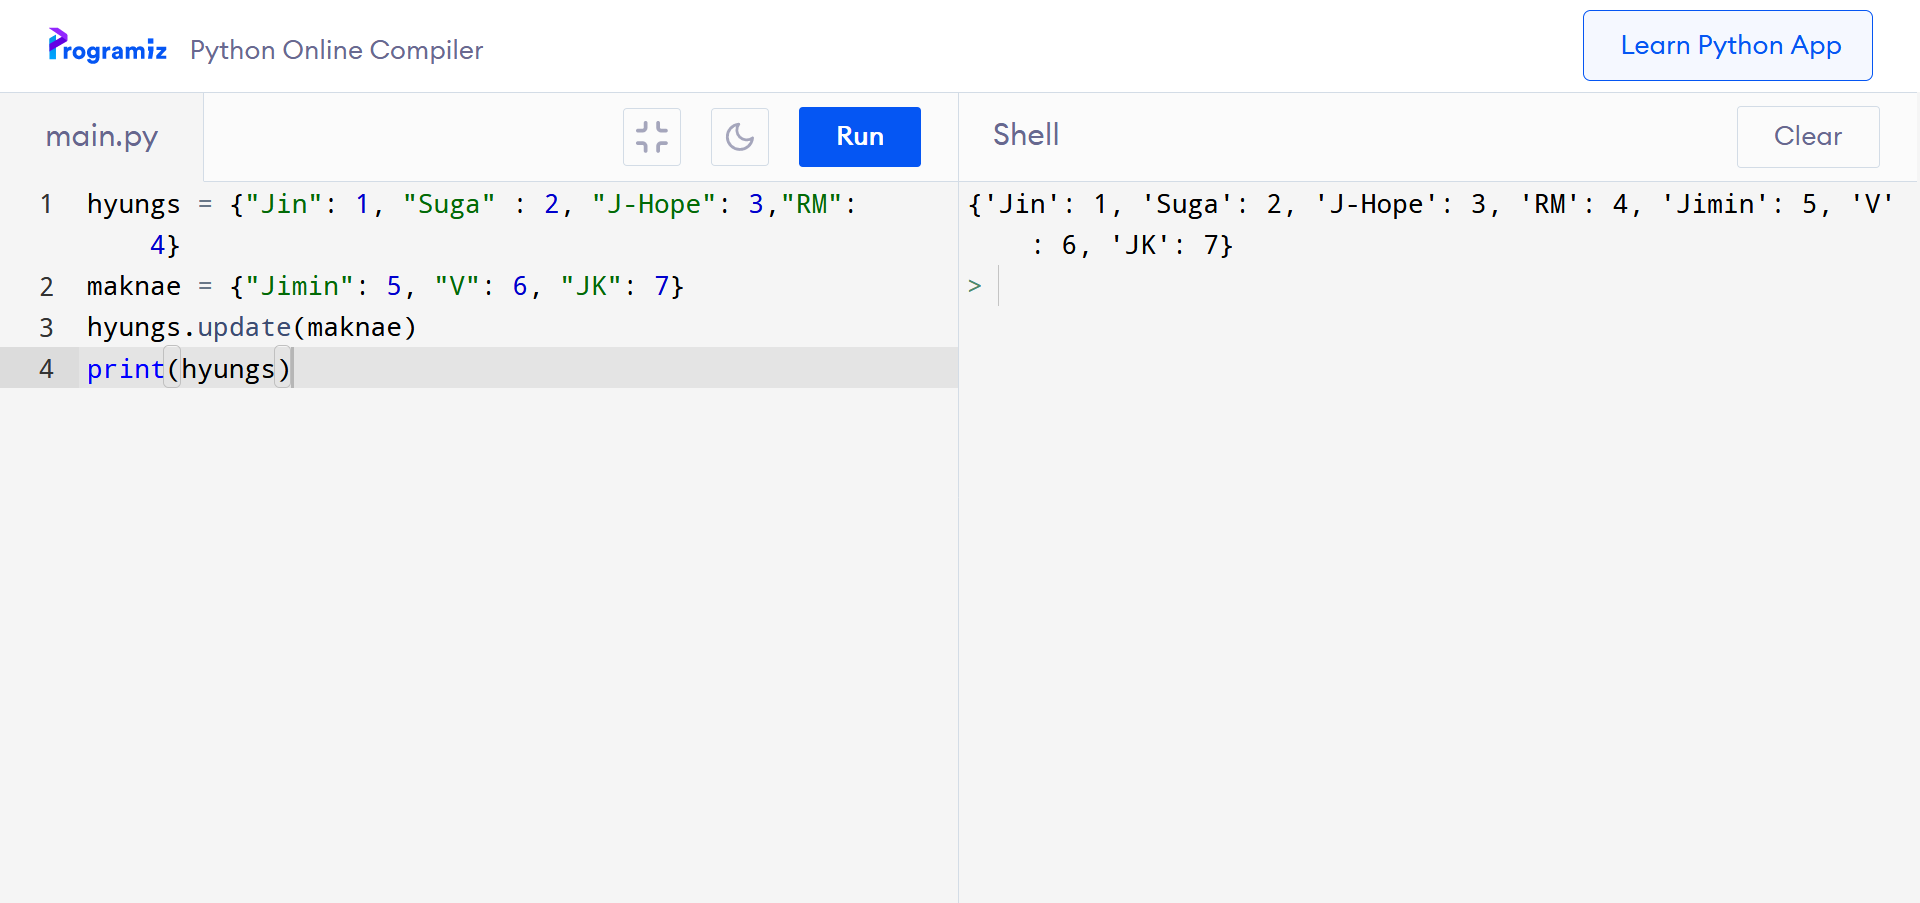 Programiz Python Online Compiler
Learn Python App
main.py
Run
Shell
Clear
1 hyungs = {"Jin": 1, "Suga" : 2, "J-Hope": 3,"RM":
4}
2 maknae = {"Jimin": 5, "V": 6, "JK": 7}
3 hyungs.update(maknae)
4 print(hyungs)
{'Jin': 1, 'Suga': 2, 'J-Hope': 3, 'RM': 4, 'Jimin': 5, 'V'
: 6, 'JK': 7}
>